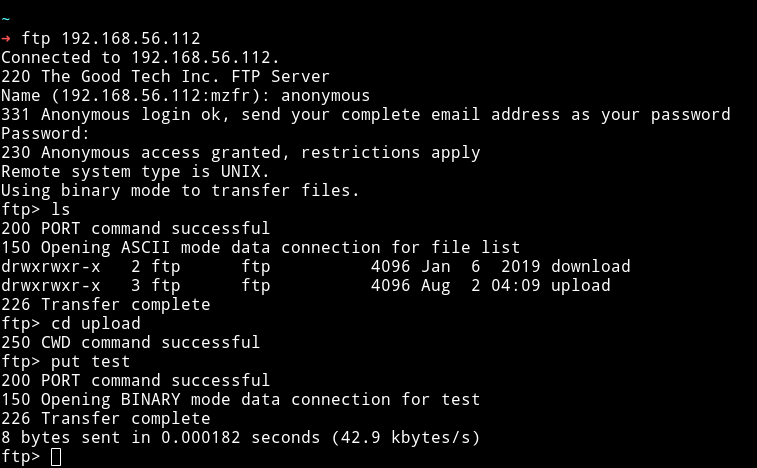 ~
→ ftp 192.168.56.112
Connected to 192.168.56.112.
220 The Good Tech Inc. FTP Server
Name (192.168.56.112:mzfr): anonymous
331 Anonymous login ok, send your complete email address as your password
Password:
230 Anonymous access granted, restrictions apply
Remote system type is UNIX.
Using binary mode to transfer files.
ftp> ls
200 PORT command successful
150 Opening ASCII mode data connection for file list
drwxrwxr-x   2 ftp      ftp          4096 Jan  6  2019 download
drwxrwxr-x   3 ftp      ftp          4096 Aug  2 04:09 upload
226 Transfer complete
ftp> cd upload
250 CWD command successful
ftp> put test
200 PORT command successful
150 Opening BINARY mode data connection for test
226 Transfer complete
8 bytes sent in 0.000182 seconds (42.9 kbytes/s)
ftp>